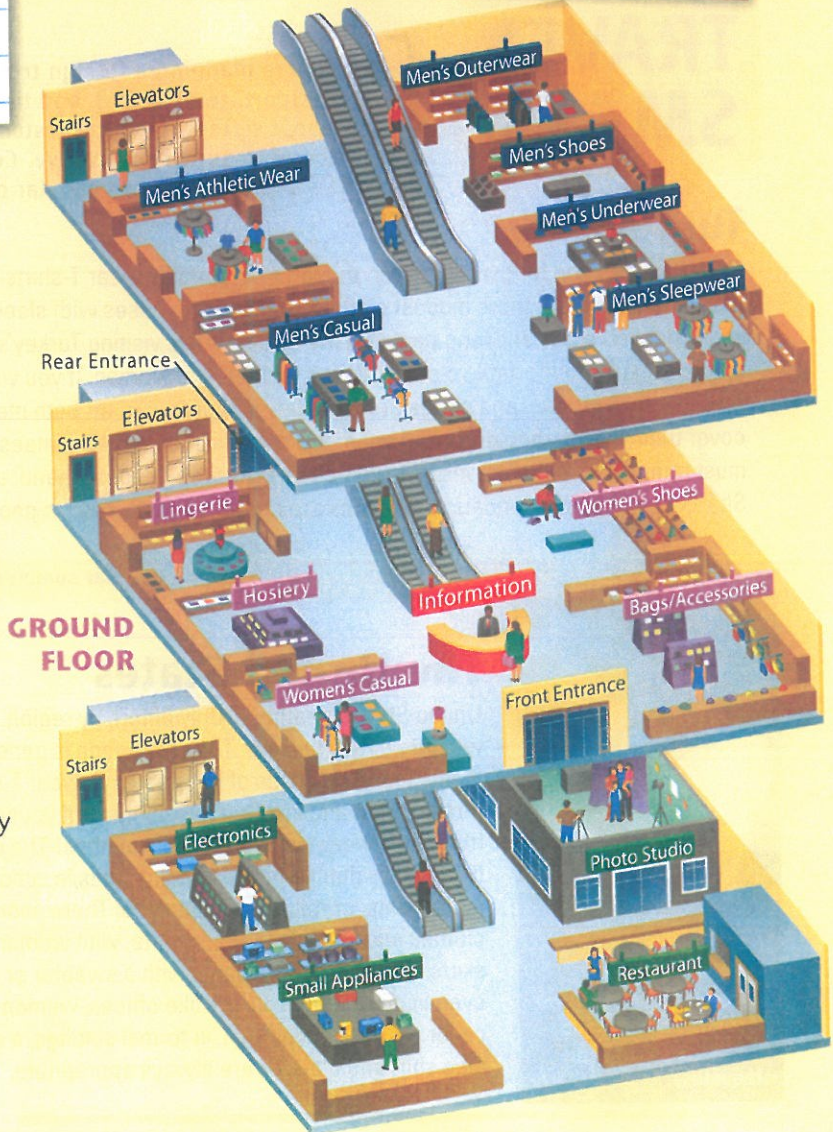 Men's Outerwear
Elevators
Stairs
Men's Shoes
Men's Athletic Wear
Men's Underwear
Men's Sleepwear
Men's Casual
Rear Entrance
Elevators
Stairs
Lingerie
Women's Shoes
Hosiery
Information
Bags/Accessories
GROUND
FLOOR
Women's Casual
Front Entrance
Elevators
Stairs
Electronics
Photo Studio
Small Appliances
Restaurant